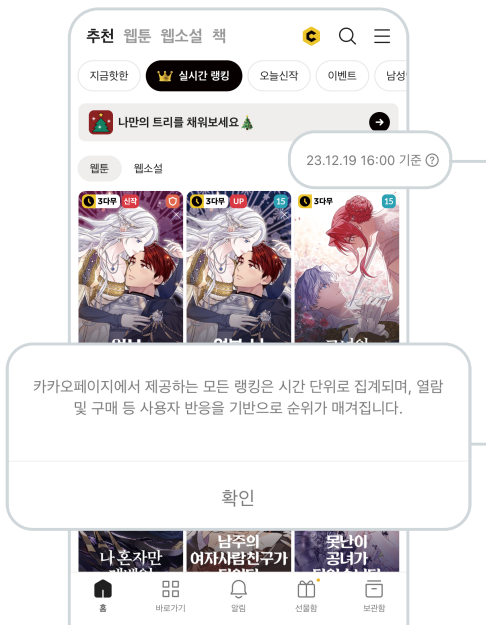 추천 웹툰 웹소설 책
지금핫한 실시간 랭킹 오늘신작 이벤트 남성
나만의 트리를 채워보세요
23.12.19 16:00 기준 ?
웹툰 웹소설
3다무 신작 3다무 UP 15 3다무 15
카카오페이지에서 제공하는 모든 랭킹은 시간 단위로 집계되며, 열람
및 구매 등 사용자 반응을 기반으로 순위가 매겨집니다.
확인
나 혼자만
남주의
여자사람친구가
못난이
공녀가
홈 바로가기 알림 선물함 보관함